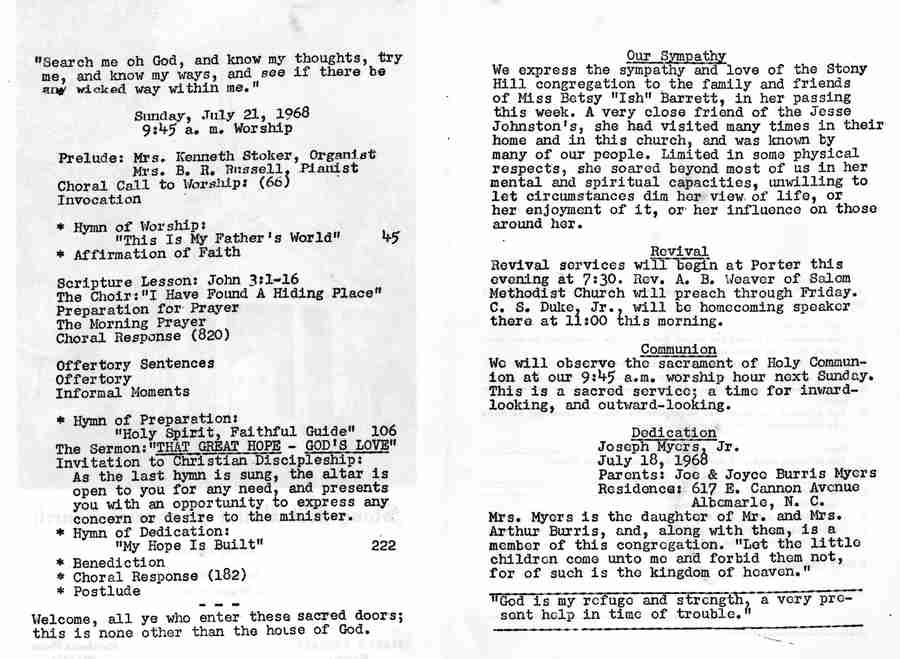 "Search me oh God, and know my thoughts, try
me, and know my ways, and see if there be
any wicked way within me."
Sunday, July 21, 1968
9:45 a. m. Worship
Prelude: Mrs. Kenneth Stoker, Organist
Mrs. B. R. Russell, Pianist
Choral Call to Worship: (66)
Invocation
* Hymn of Worship:
"This Is My Father's World" 45
* Affirmation of Faith
Scripture Lesson: John 3:1-16
The Choir:"I Have Found A Hiding Place"
Preparation for Prayer
The Morning Prayer
Choral Response (820)
Offertory Sentences
Offertory
Informal Moments
* Hymn of Preparation:
"Holy Spirit, Faithful Guide" 106
The Sermon:"THAT GREAT HOPE - GOD'S LOVE"
Invitation to Christian Discipleship:
As the last hymn is sung, the altar is
open to you for any need, and presents
you with an opportunity to express any
concern or desire to the minister.
* Hymn of Dedication:
"My Hope Is Built" 222
* Benediction
* Choral Response (182)
* Postlude
- - -
Welcome, all ye who enter these sacred doors;
this is none other than the house of God.
Our Sympathy
We express the sympathy and love of the Stony
Hill congregation to the family and friends
of Miss Betsy "Ish" Barrett, in her passing
this week. A very close friend of the Jesse
Johnston's, she had visited many times in their
home and in this church, and was known by
many of our people. Limited in some physical
respects, she soared beyond most of us in her
mental and spiritual capacities, unwilling to
let circumstances dim her view of life, or
her enjoyment of it, or her influence on those
around her.
Revival
Revival services will begin at Porter this
evening at 7:30. Rev. A. B. Weaver of Salem
Methodist Church will preach through Friday.
C. S. Duke, Jr., will be homecoming speaker
there at 11:00 this morning.
Communion
We will observe the sacrament of Holy Commun-
ion at our 9:45 a.m. worship hour next Sunday.
This is a sacred service; a time for inward-
looking, and outward-looking.
Dedication
Joseph Myers, Jr.
July 18, 1968
Parents: Joe & Joyce Burris Myers
Residence: 617 E. Cannon Avenue
Albemarle, N. C.
Mrs. Myers is the daughter of Mr. and Mrs.
Arthur Burris, and, along with them, is a
member of this congregation. "Let the little
children come unto me and forbid them not,
for of such is the kingdom of heaven."
"God is my refuge and strength, a very pre-
sent help in time of trouble."